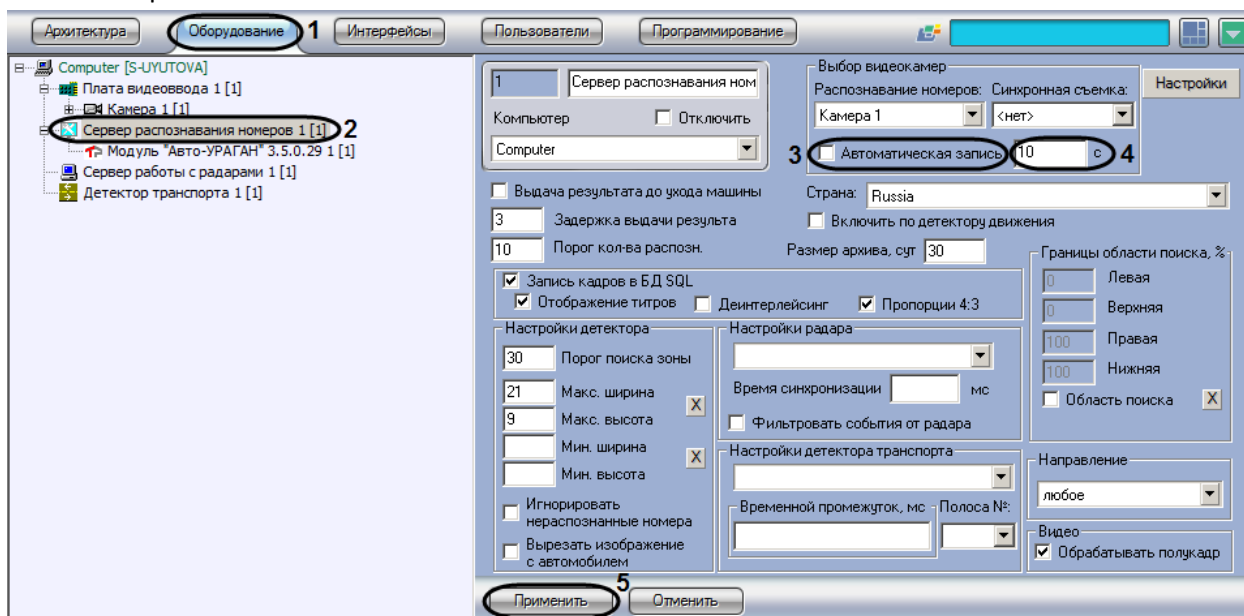 Архитектура Оборудование 1 Интерфейсы Пользователи Программирование
Computer [S-UYUTOVA]
Плата видеоввода 1 [1]
Камера 1 [1]
Сервер распознавания номеров 1 [1] 2
Модуль "Авто-УРАГАН" 3.5.0.29 1 [1]
Сервер работы с радарами 1 [1]
Детектор транспорта 1 [1]
1 Сервер распознавания ном
Компьютер Отключить
Computer
Выбор видеокамер
Распознавание номеров: Синхронная съемка:
Камера 1 <нет>
3 Автоматическая запись 10 с 4
Настройки
Выдача результата до ухода машины
3 Задержка выдачи результа
10 Порог кол-ва распозн.
Страна: Russia
Включить по детектору движения
Размер архива, сут 30
Запись кадров в БД SQL
Отображение титров Деинтерлейсинг Пропорции 4:3
Границы области поиска, %
0 Левая
0 Верхняя
100 Правая
100 Нижняя
Область поиска X
Настройки детектора
30 Порог поиска зоны
21 Макс. ширина
X
9 Макс. высота
Мин. ширина
X
Мин. высота
Игнорировать
нераспознанные номера
Вырезать изображение
с автомобилем
Настройки радара
Время синхронизации мс
Фильтровать события от радара
Настройки детектора транспорта
Временной промежуток, мс Полоса №:
Направление
любое
Видео
Обрабатывать полукадр
Применить 5 Отменить